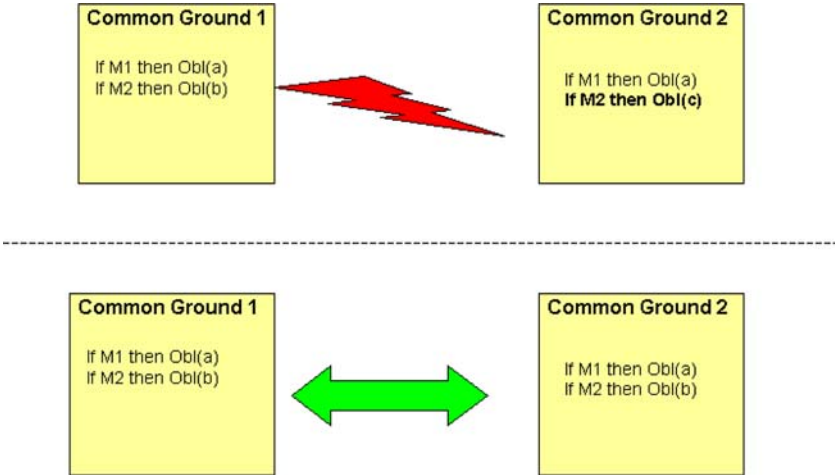 Common Ground 1
If M1 then Obl(a)
If M2 then Obl(b)
Common Ground 2
If M1 then Obl(a)
If M2 then Obl(c)
Common Ground 1
If M1 then Obl(a)
If M2 then Obl(b)
Common Ground 2
If M1 then Obl(a)
If M2 then Obl(b)